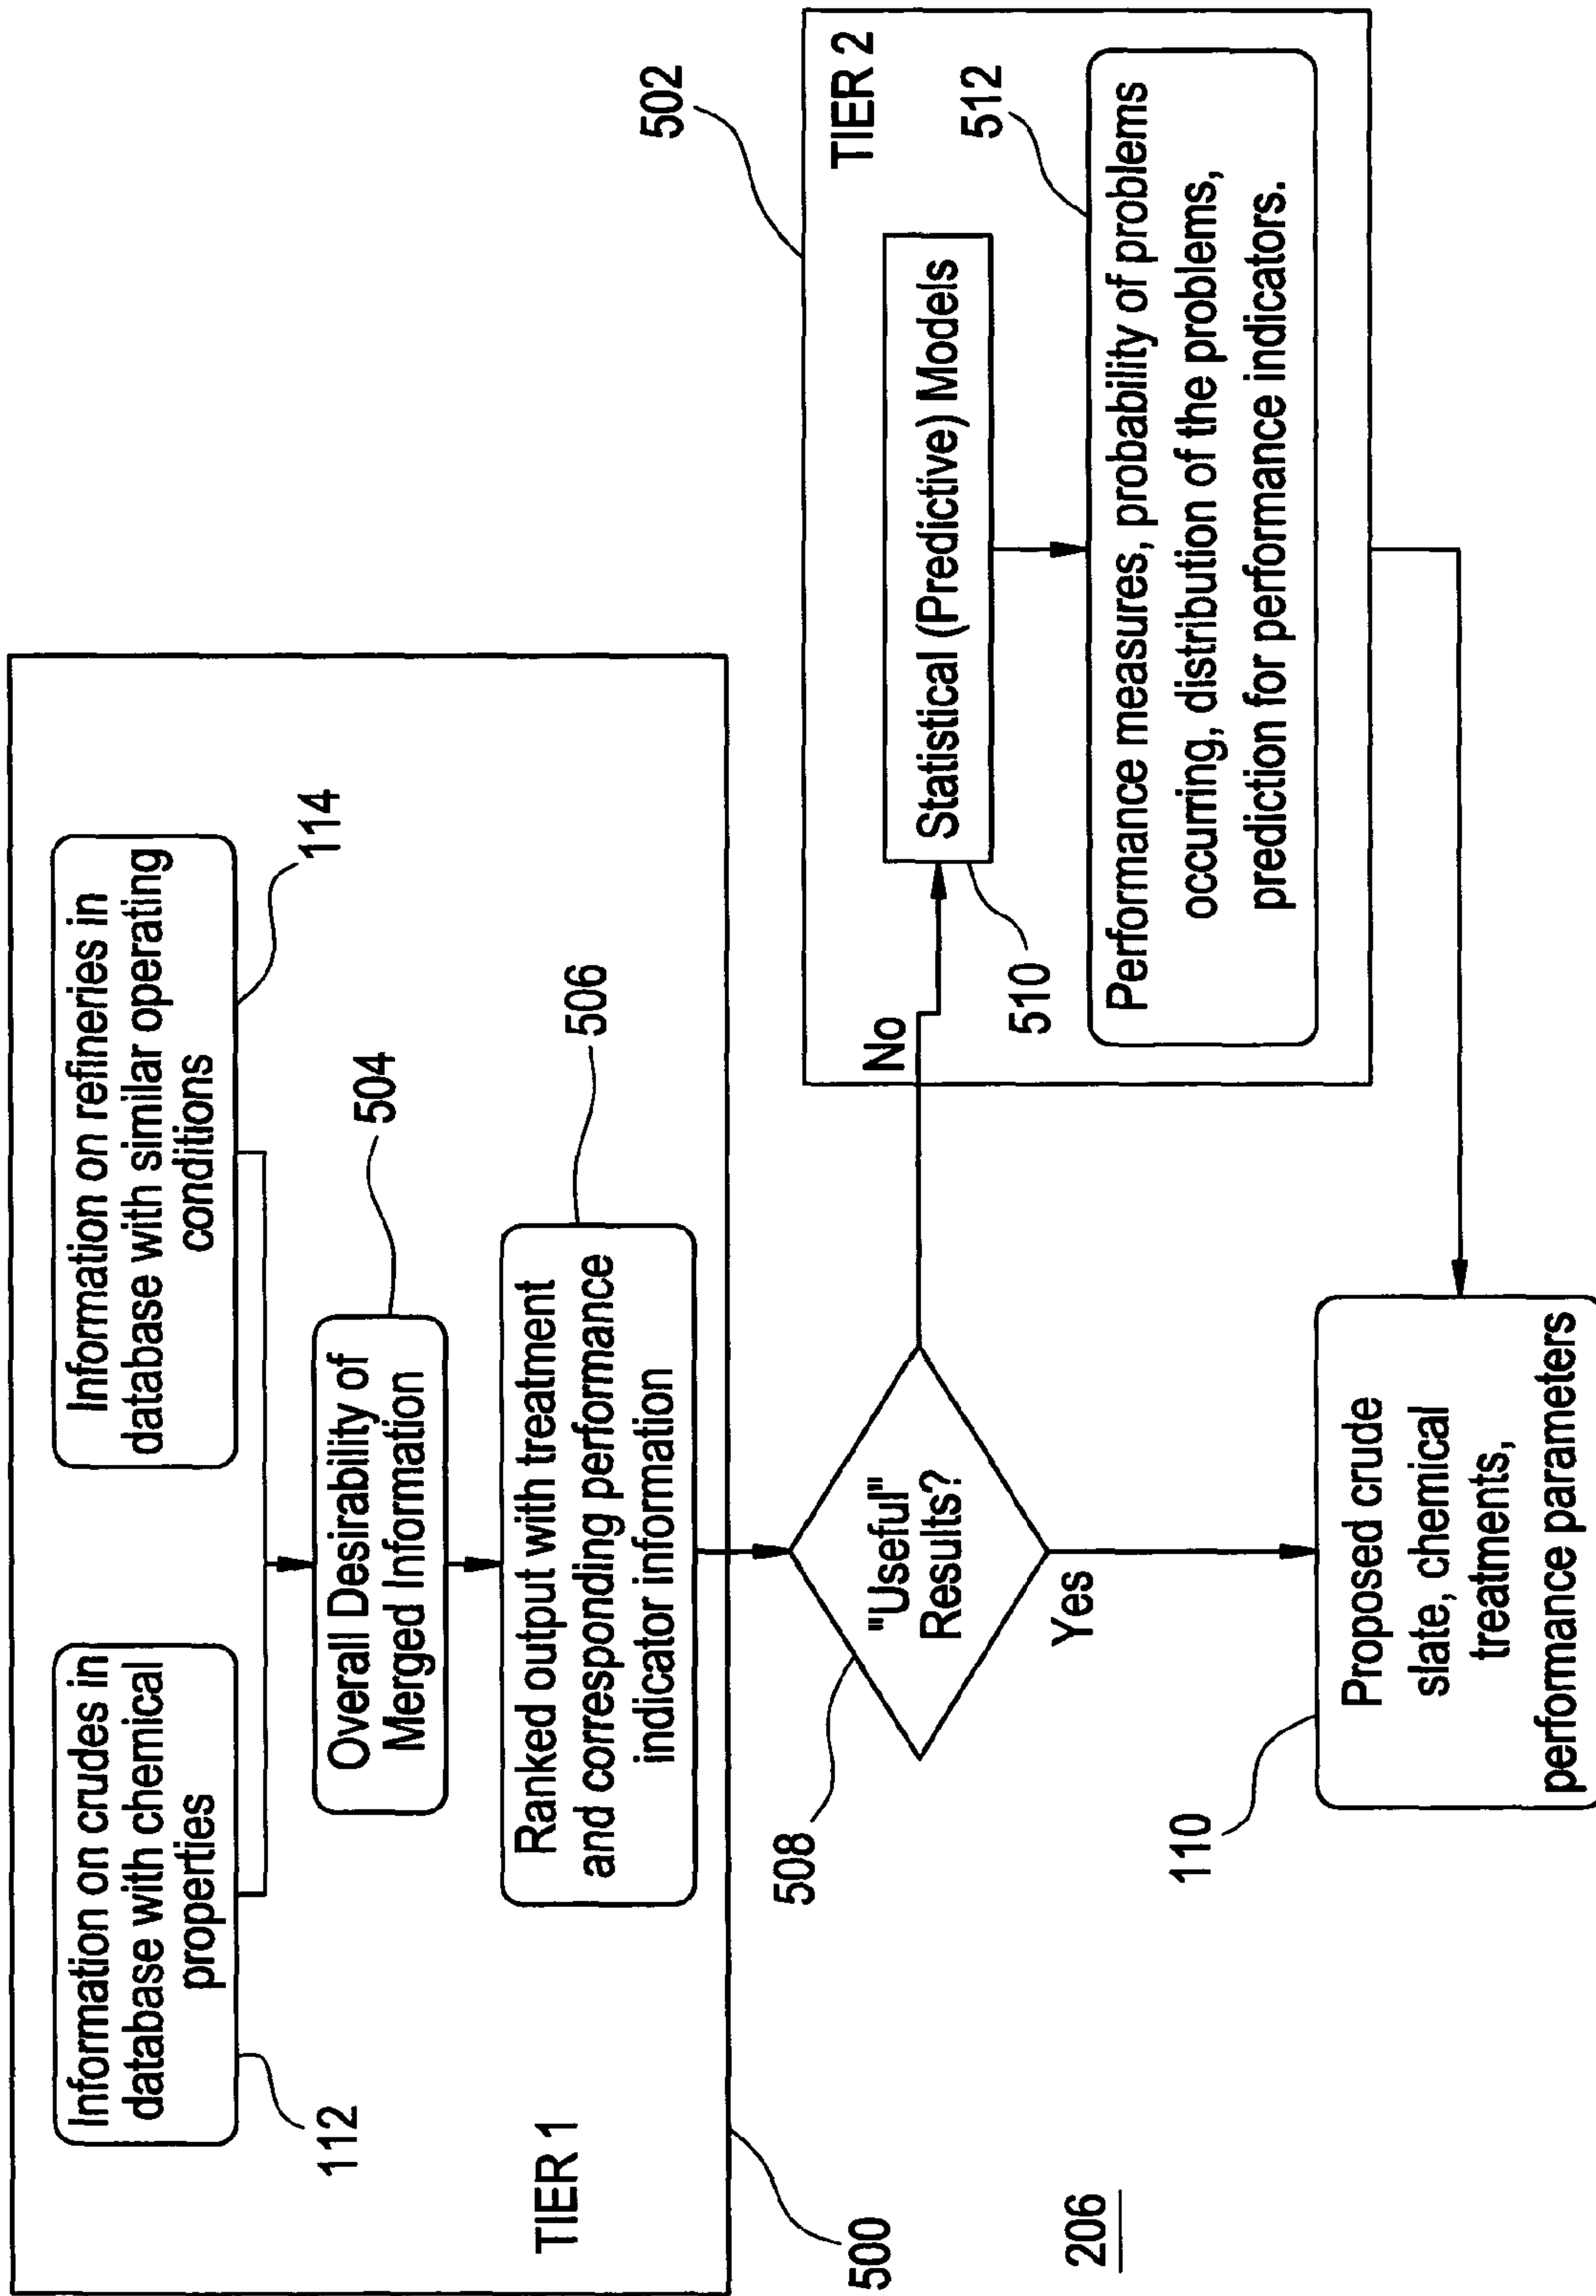 Information on crudes in
database with chemical
properties
112
Information on refineries in
database with similar operating
conditions
114
Overall Desirability of
Merged Information
504
Ranked output with treatment
and corresponding performance
indicator information
506
TIER 1
500
"Useful"
Results?
508
No
Yes
502
TIER 2
Statistical (Predictive) Models
510
512
Performance measures, probability of problems
occurring, distribution of the problems,
prediction for performance indicators.
110
Proposed crude
slate, chemical
treatments,
performance parameters
206